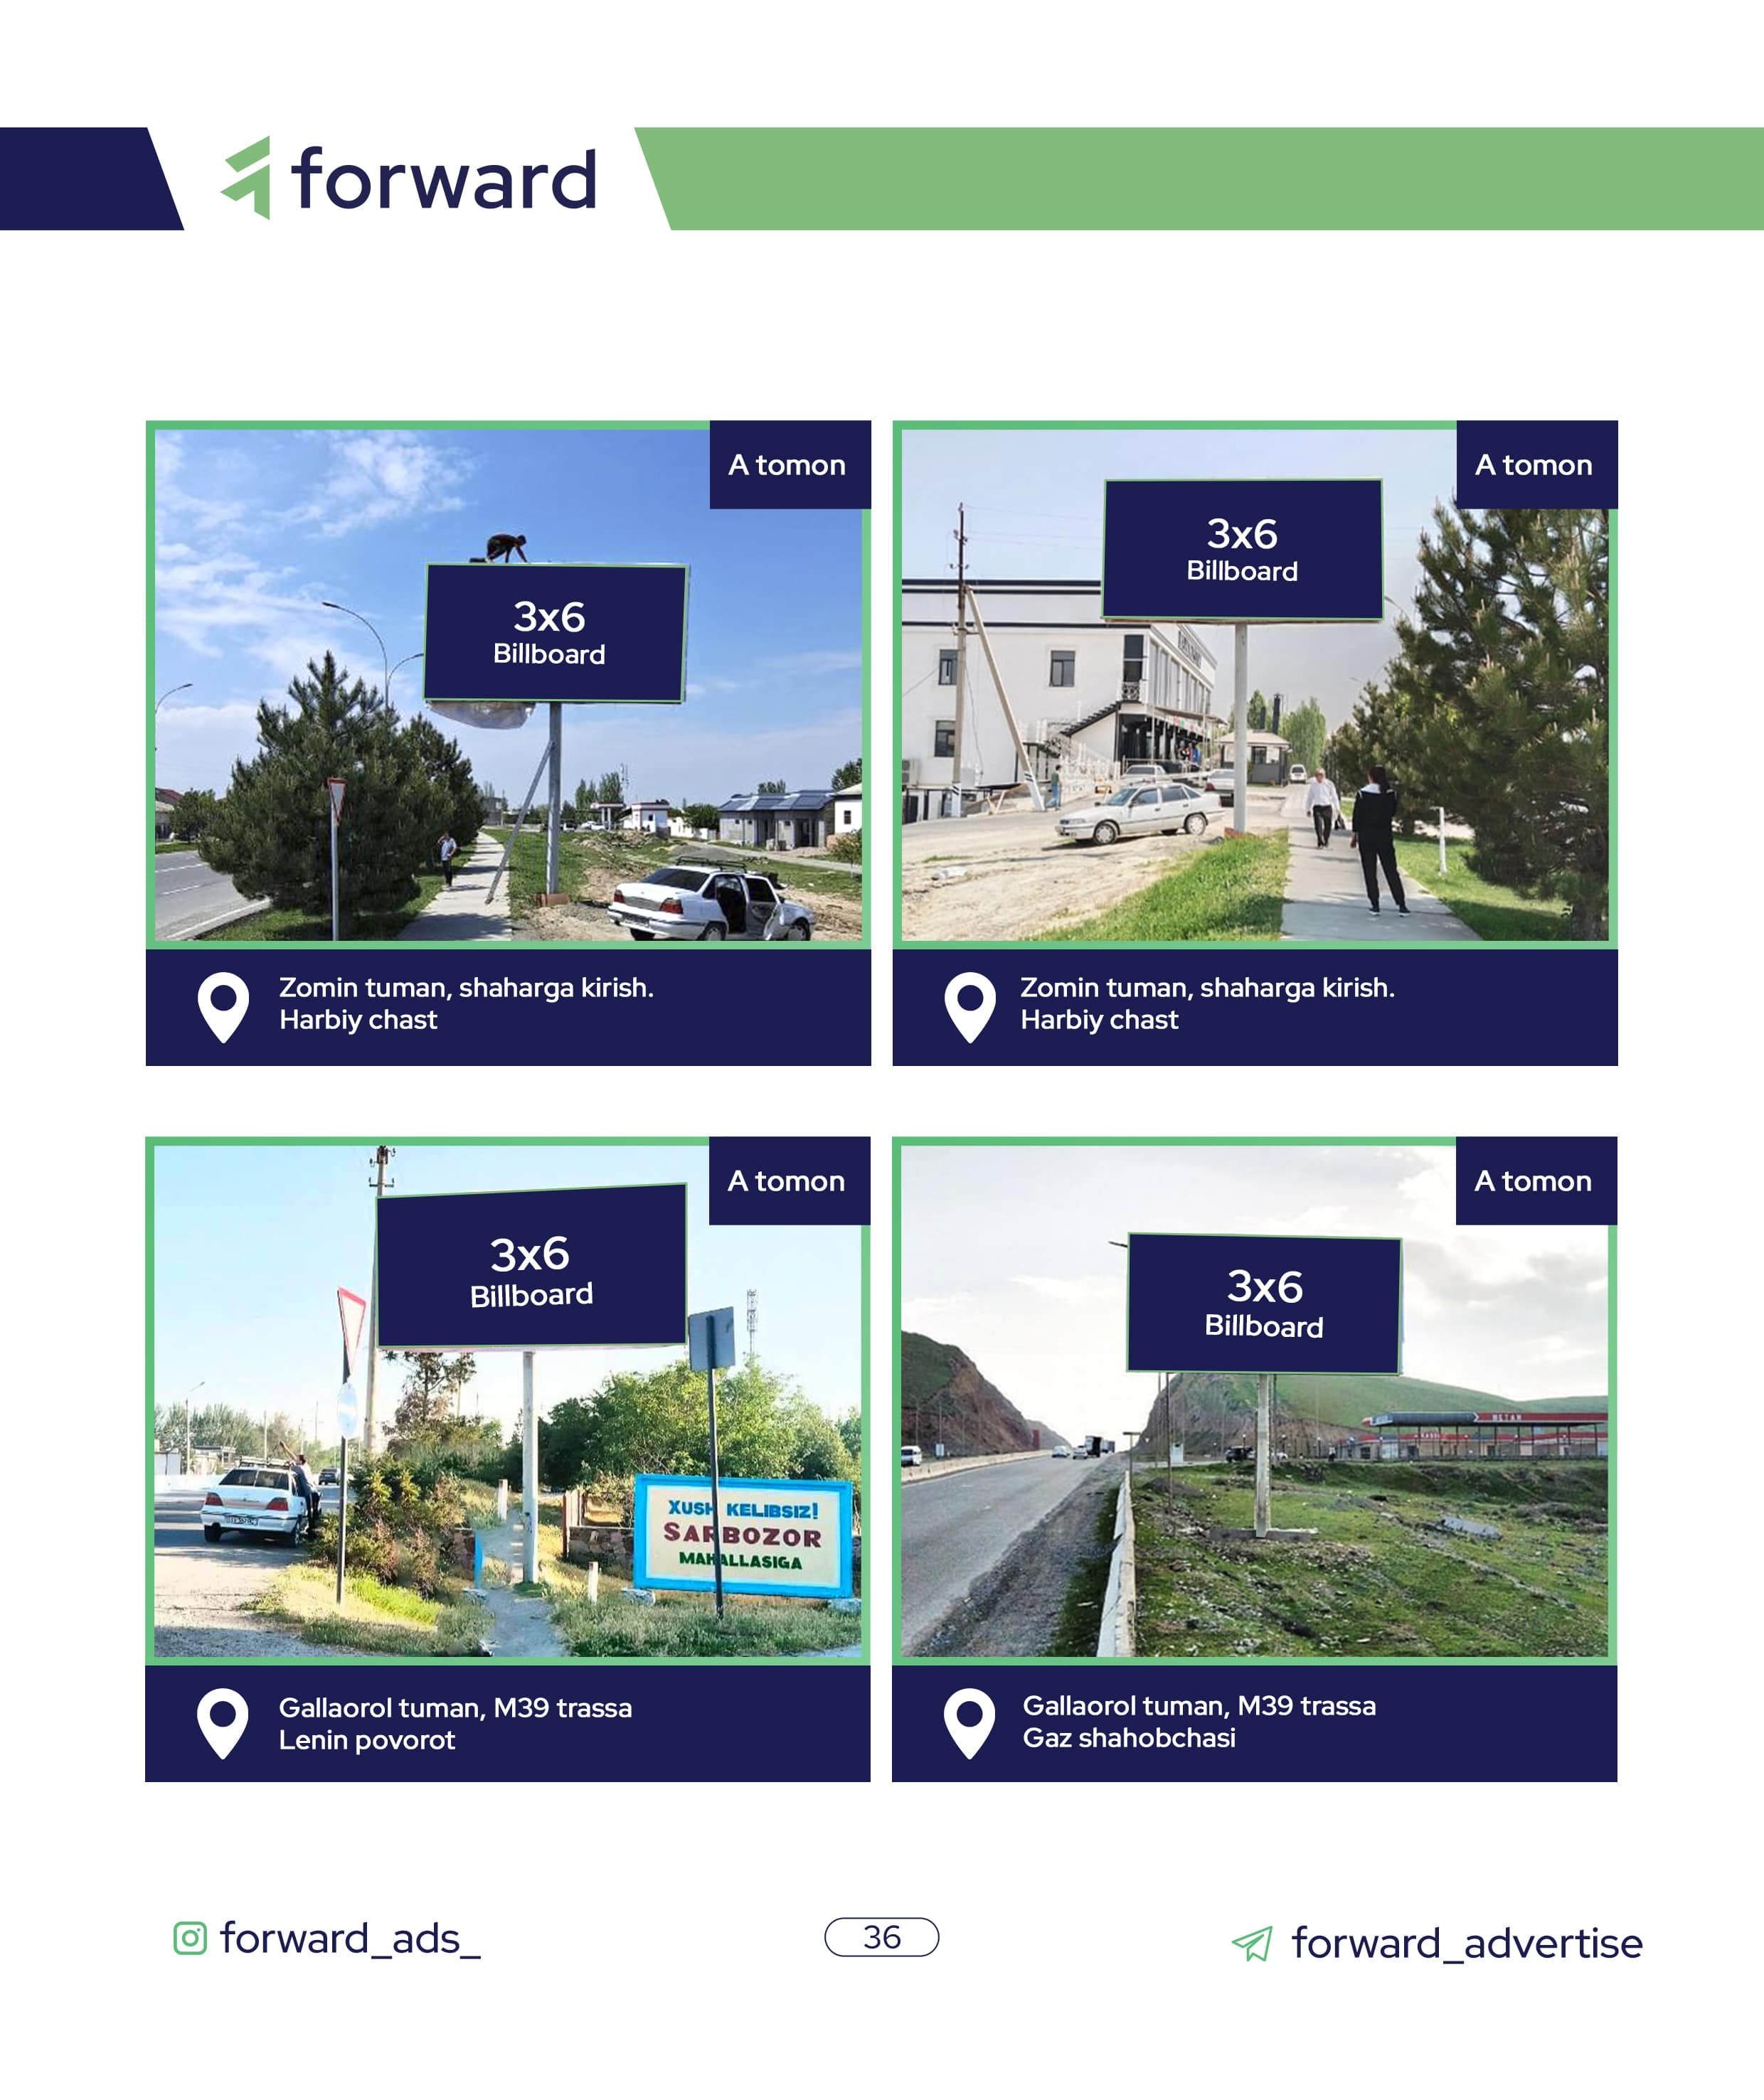 forward
A tomon
3x6
Billboard
Zomin tuman, shaharga kirish.
Harbiy chast
A tomon
3x6
Billboard
Zomin tuman, shaharga kirish.
Harbiy chast
A tomon
3x6
Billboard
XUSH KELIBSIZ!
SARBOZOR
MAHALLASIGA
Gallaorol tuman, M39 trassa
Lenin povorot
A tomon
3x6
Billboard
METAN
Gallaorol tuman, M39 trassa
Gaz shahobchasi
forward_ads_
36
forward_advertise